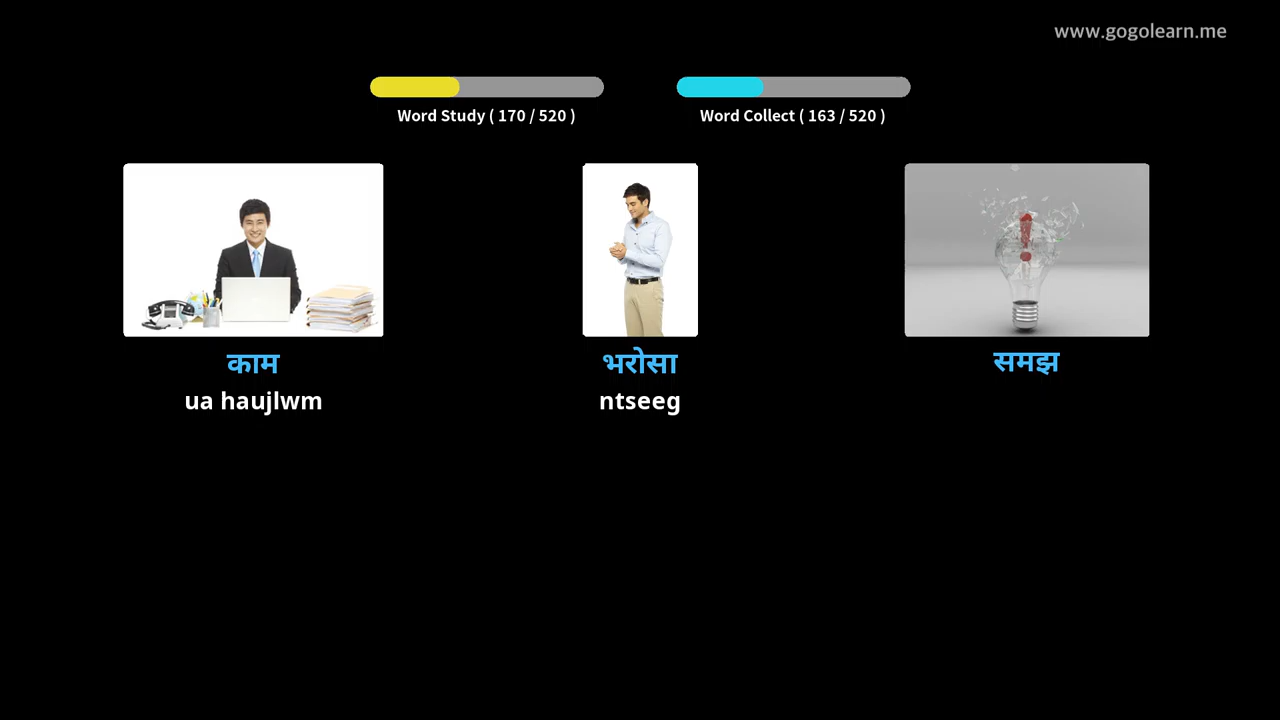 www.gogolearn.me
Word Study ( 170 / 520 )
Word Collect ( 163 / 520 )
काम
ua haujlwm
भरोसा
ntseeg
समझ